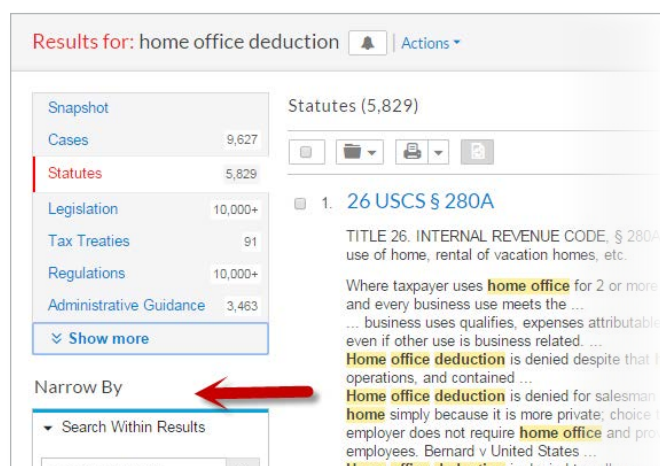 Results for: home office deduction | Actions
Snapshot
Cases 9,627
Statutes 5,829
Legislation 10,000+
Tax Treaties 91
Regulations 10,000+
Administrative Guidance 3,463
Show more
Narrow By
Search Within Results
Statutes (5,829)
1. 26 USCS § 280A
TITLE 26. INTERNAL REVENUE CODE, § 280A
use of home, rental of vacation homes, etc.
Where taxpayer uses home office for 2 or more
and every business use meets the ...
... business uses qualifies, expenses attributable
even if other use is business related. ...
Home office deduction is denied despite that
operations, and contained ...
Home office deduction is denied for salesman
home simply because it is more private; choice
employer does not require home office and
employees. Bernard v United States ...